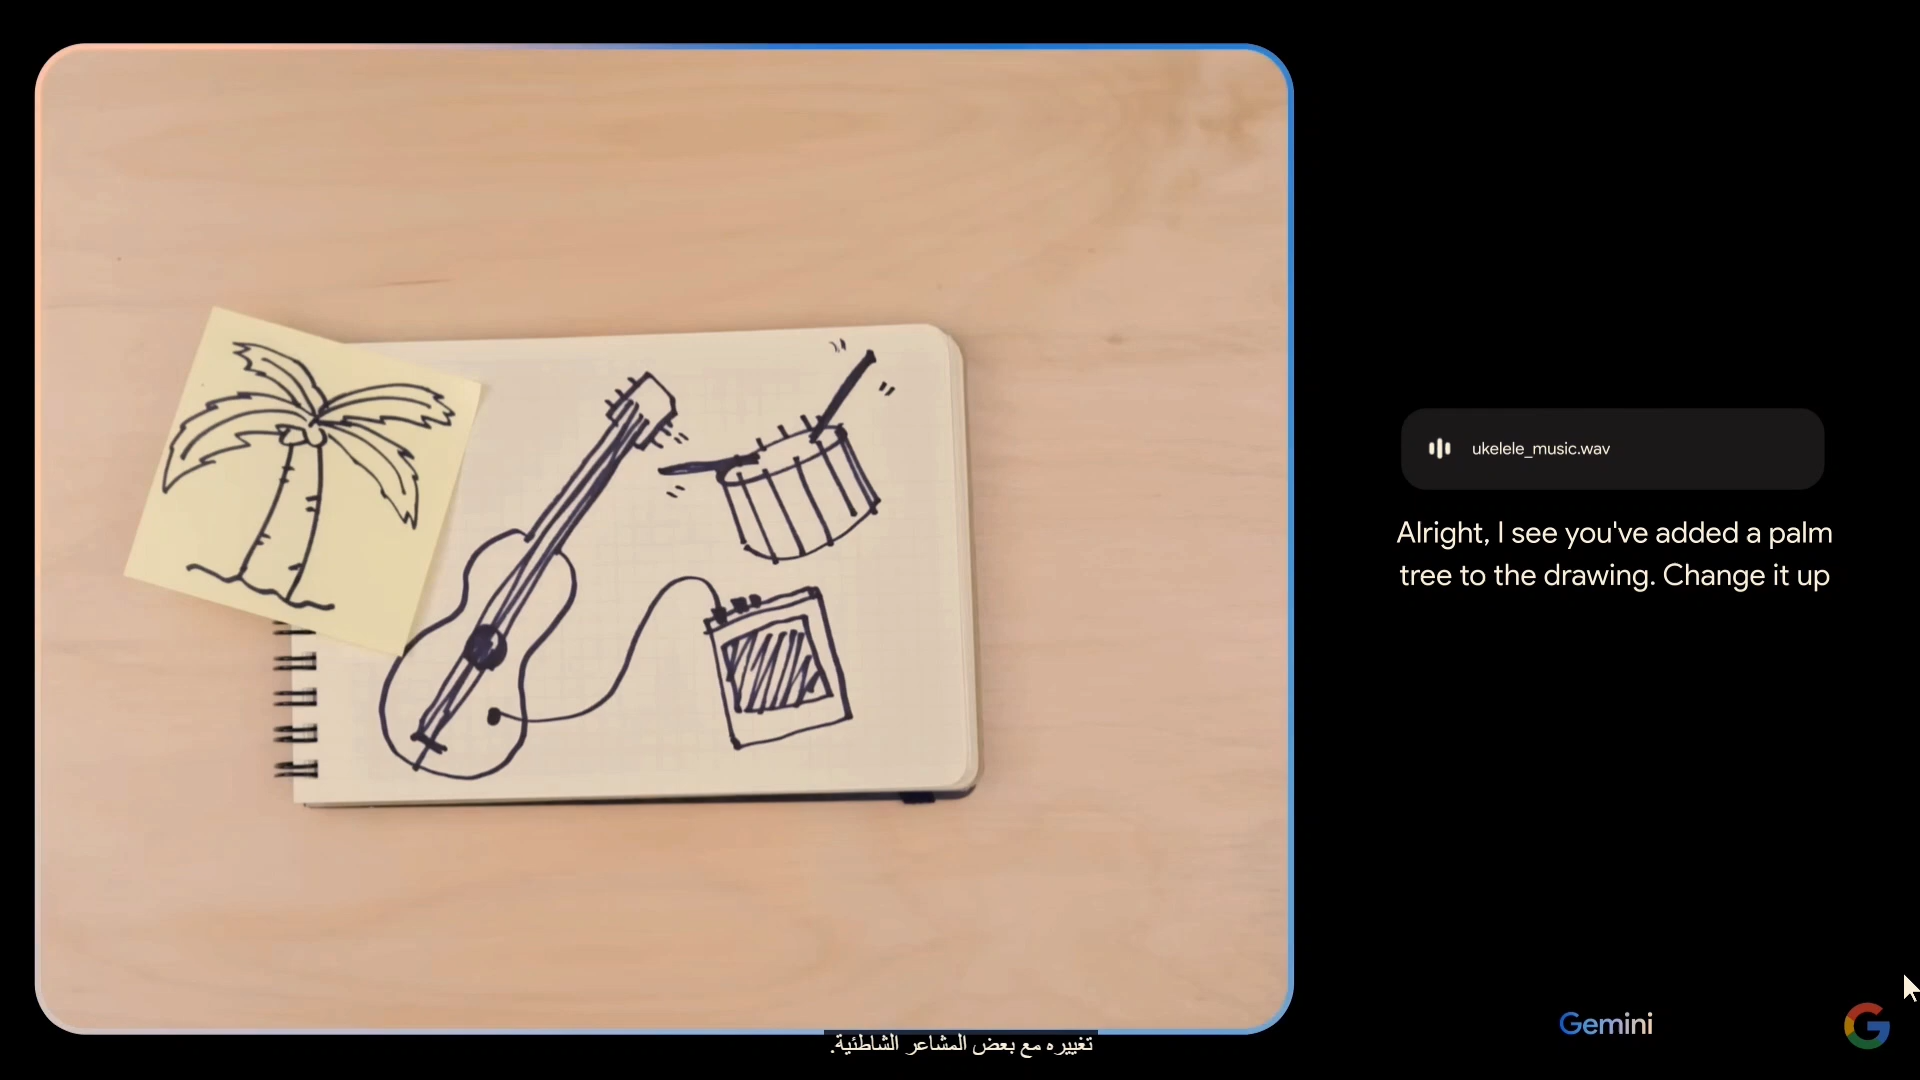 ukelele_music.wav
Alright, I see you've added a palm
tree to the drawing. Change it up
Gemini
تغييره مع بعض المشاعر الشاطئية.